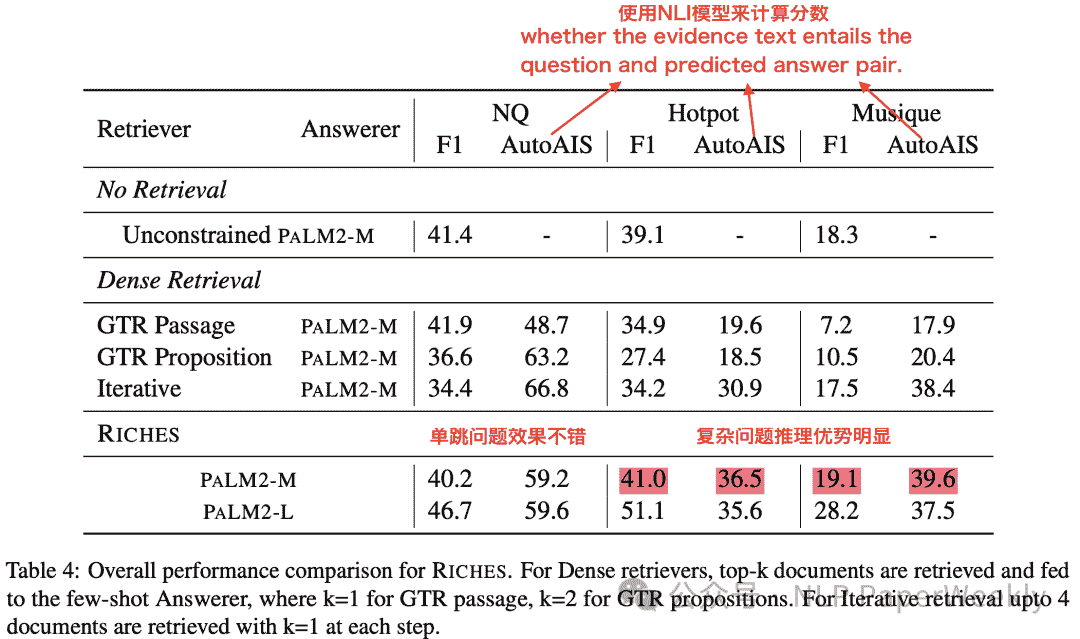 使用NLI模型来计算分数
whether the evidence text entails the
question and predicted answer pair.
Retriever Answerer NQ Hotpot Musique
F1 AutoAIS F1 AutoAIS F1 AutoAIS
No Retrieval
Unconstrained PALM2-M 41.4 - 39.1 - 18.3 -
Dense Retrieval
GTR Passage PALM2-M 41.9 48.7 34.9 19.6 7.2 17.9
GTR Proposition PALM2-M 36.6 63.2 27.4 18.5 10.5 20.4
Iterative PALM2-M 34.4 66.8 34.2 30.9 17.5 38.4
RICHES 单跳问题效果不错 复杂问题推理优势明显
PALM2-M 40.2 59.2 41.0 36.5 19.1 39.6
PALM2-L 46.7 59.6 51.1 35.6 28.2 37.5
Table 4: Overall performance comparison for RICHES. For Dense retrievers, top-k documents are retrieved and fed
to the few-shot Answerer, where k=1 for GTR passage, k=2 for GTR propositions. For Iterative retrieval upto 4
documents are retrieved with k=1 at each step.
公众号 · NLP PaperWeekly